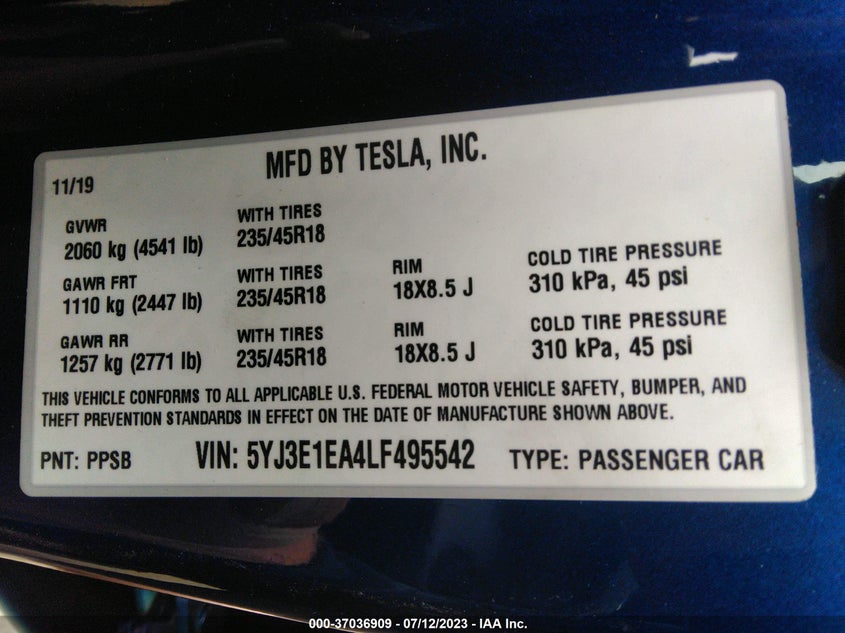 MFD BY TESLA, INC.
11/19
GVWR WITH TIRES
2060 kg (4541 lb) 235/45R18
GAWR FRT WITH TIRES RIM COLD TIRE PRESSURE
1110 kg (2447 lb) 235/45R18 18X8.5 J 310 kPa, 45 psi
GAWR RR WITH TIRES RIM COLD TIRE PRESSURE
1257 kg (2771 lb) 235/45R18 18X8.5 J 310 kPa, 45 psi
THIS VEHICLE CONFORMS TO ALL APPLICABLE U.S. FEDERAL MOTOR VEHICLE SAFETY, BUMPER, AND
THEFT PREVENTION STANDARDS IN EFFECT ON THE DATE OF MANUFACTURE SHOWN ABOVE.
PNT: PPSB VIN: 5YJ3E1EA4LF495542 TYPE: PASSENGER CAR
000-37036909 - 07/12/2023 - IAA Inc.